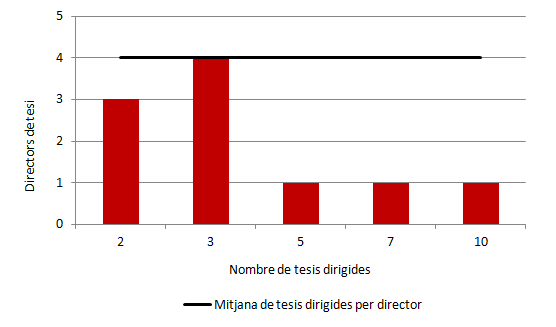 5
4
3
2
1
0
Directors de tesi
2 3 5 7 10
Nombre de tesis dirigides
Mitjana de tesis dirigides per director